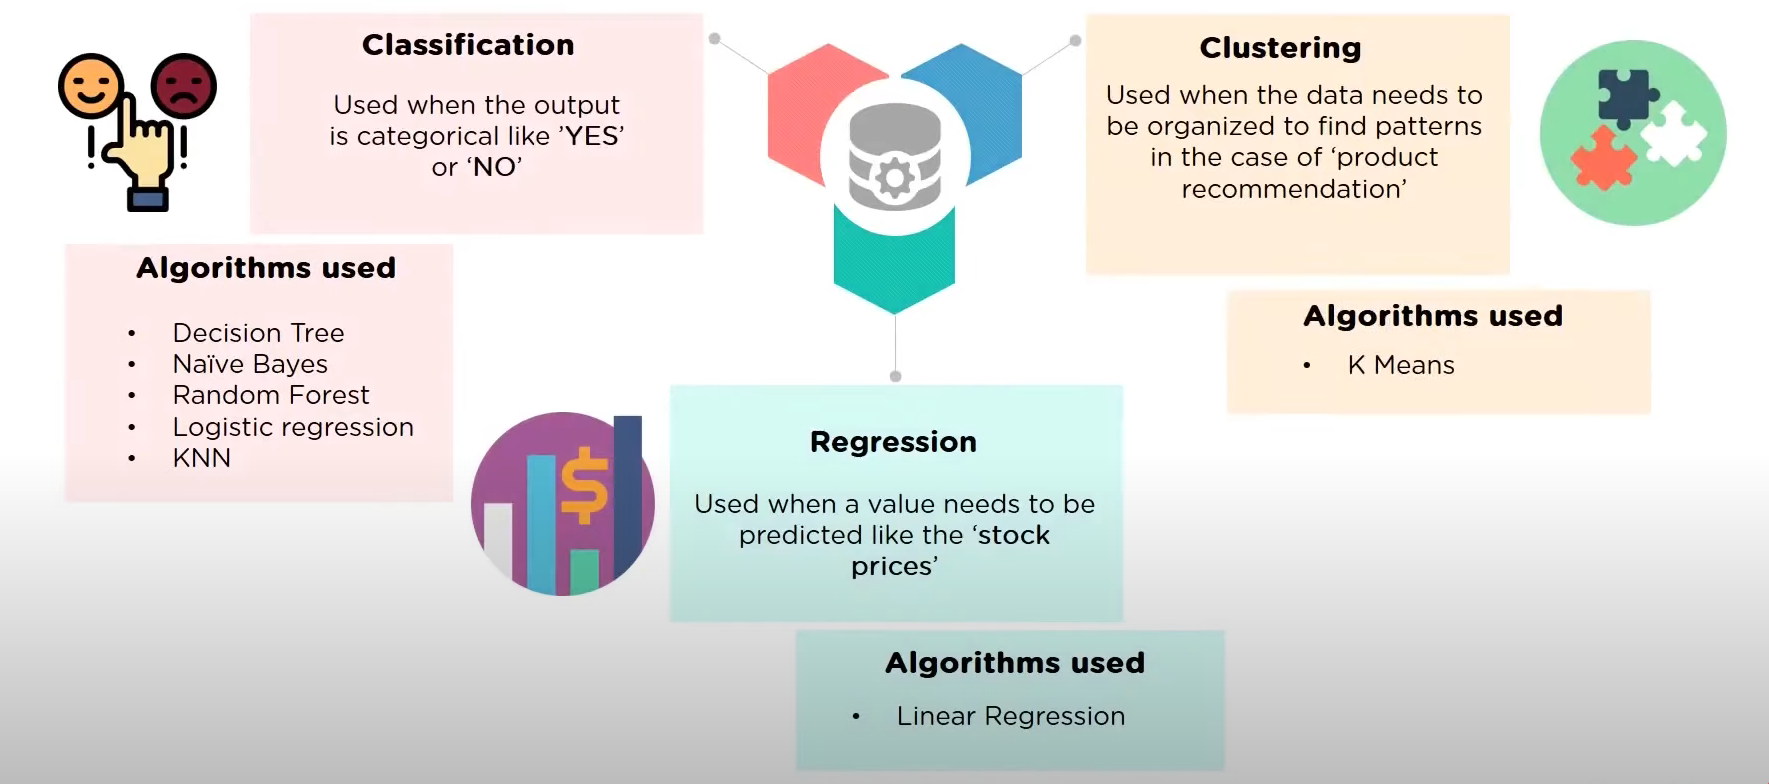 Classification
Used when the output
is categorical like ’YES’
or ‘NO’
Algorithms used
• Decision Tree
• Naïve Bayes
• Random Forest
• Logistic regression
• KNN
Clustering
Used when the data needs to
be organized to find patterns
in the case of ‘product
recommendation’
Algorithms used
• K Means
$
Regression
Used when a value needs to be
predicted like the ‘stock
prices’
Algorithms used
• Linear Regression